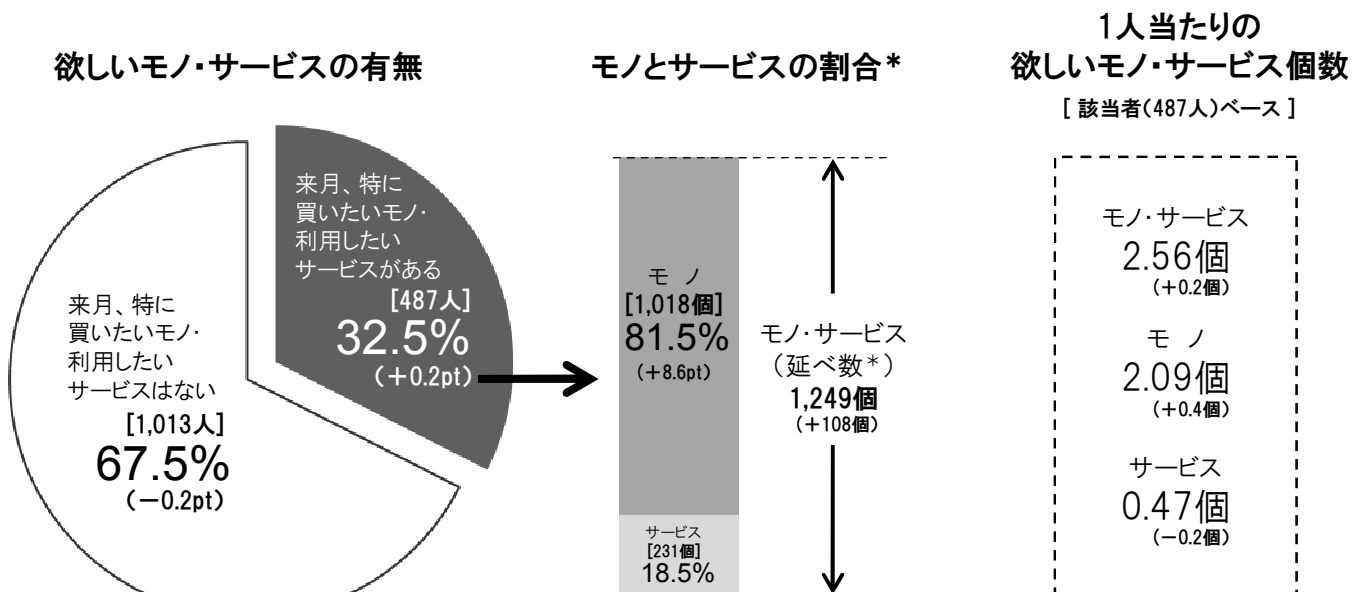 欲しいモノ・サービスの有無
来月、特に
買いたいモノ・
利用したい
サービスがある
[487人]
32.5%
(+0.2pt)
来月、特に
買いたいモノ・
利用したい
サービスはない
[1,013人]
67.5%
(−0.2pt)
モノとサービスの割合*
モ ノ
[1,018個]
81.5%
(+8.6pt)
サービス
[231個]
18.5%
モノ・サービス
(延べ数*)
1,249個
(+108個)
1人当たりの
欲しいモノ・サービス個数
[ 該当者(487人)ベース ]
モノ・サービス
2.56個
(+0.2個)
モ ノ
2.09個
(+0.4個)
サービス
0.47個
(−0.2個)